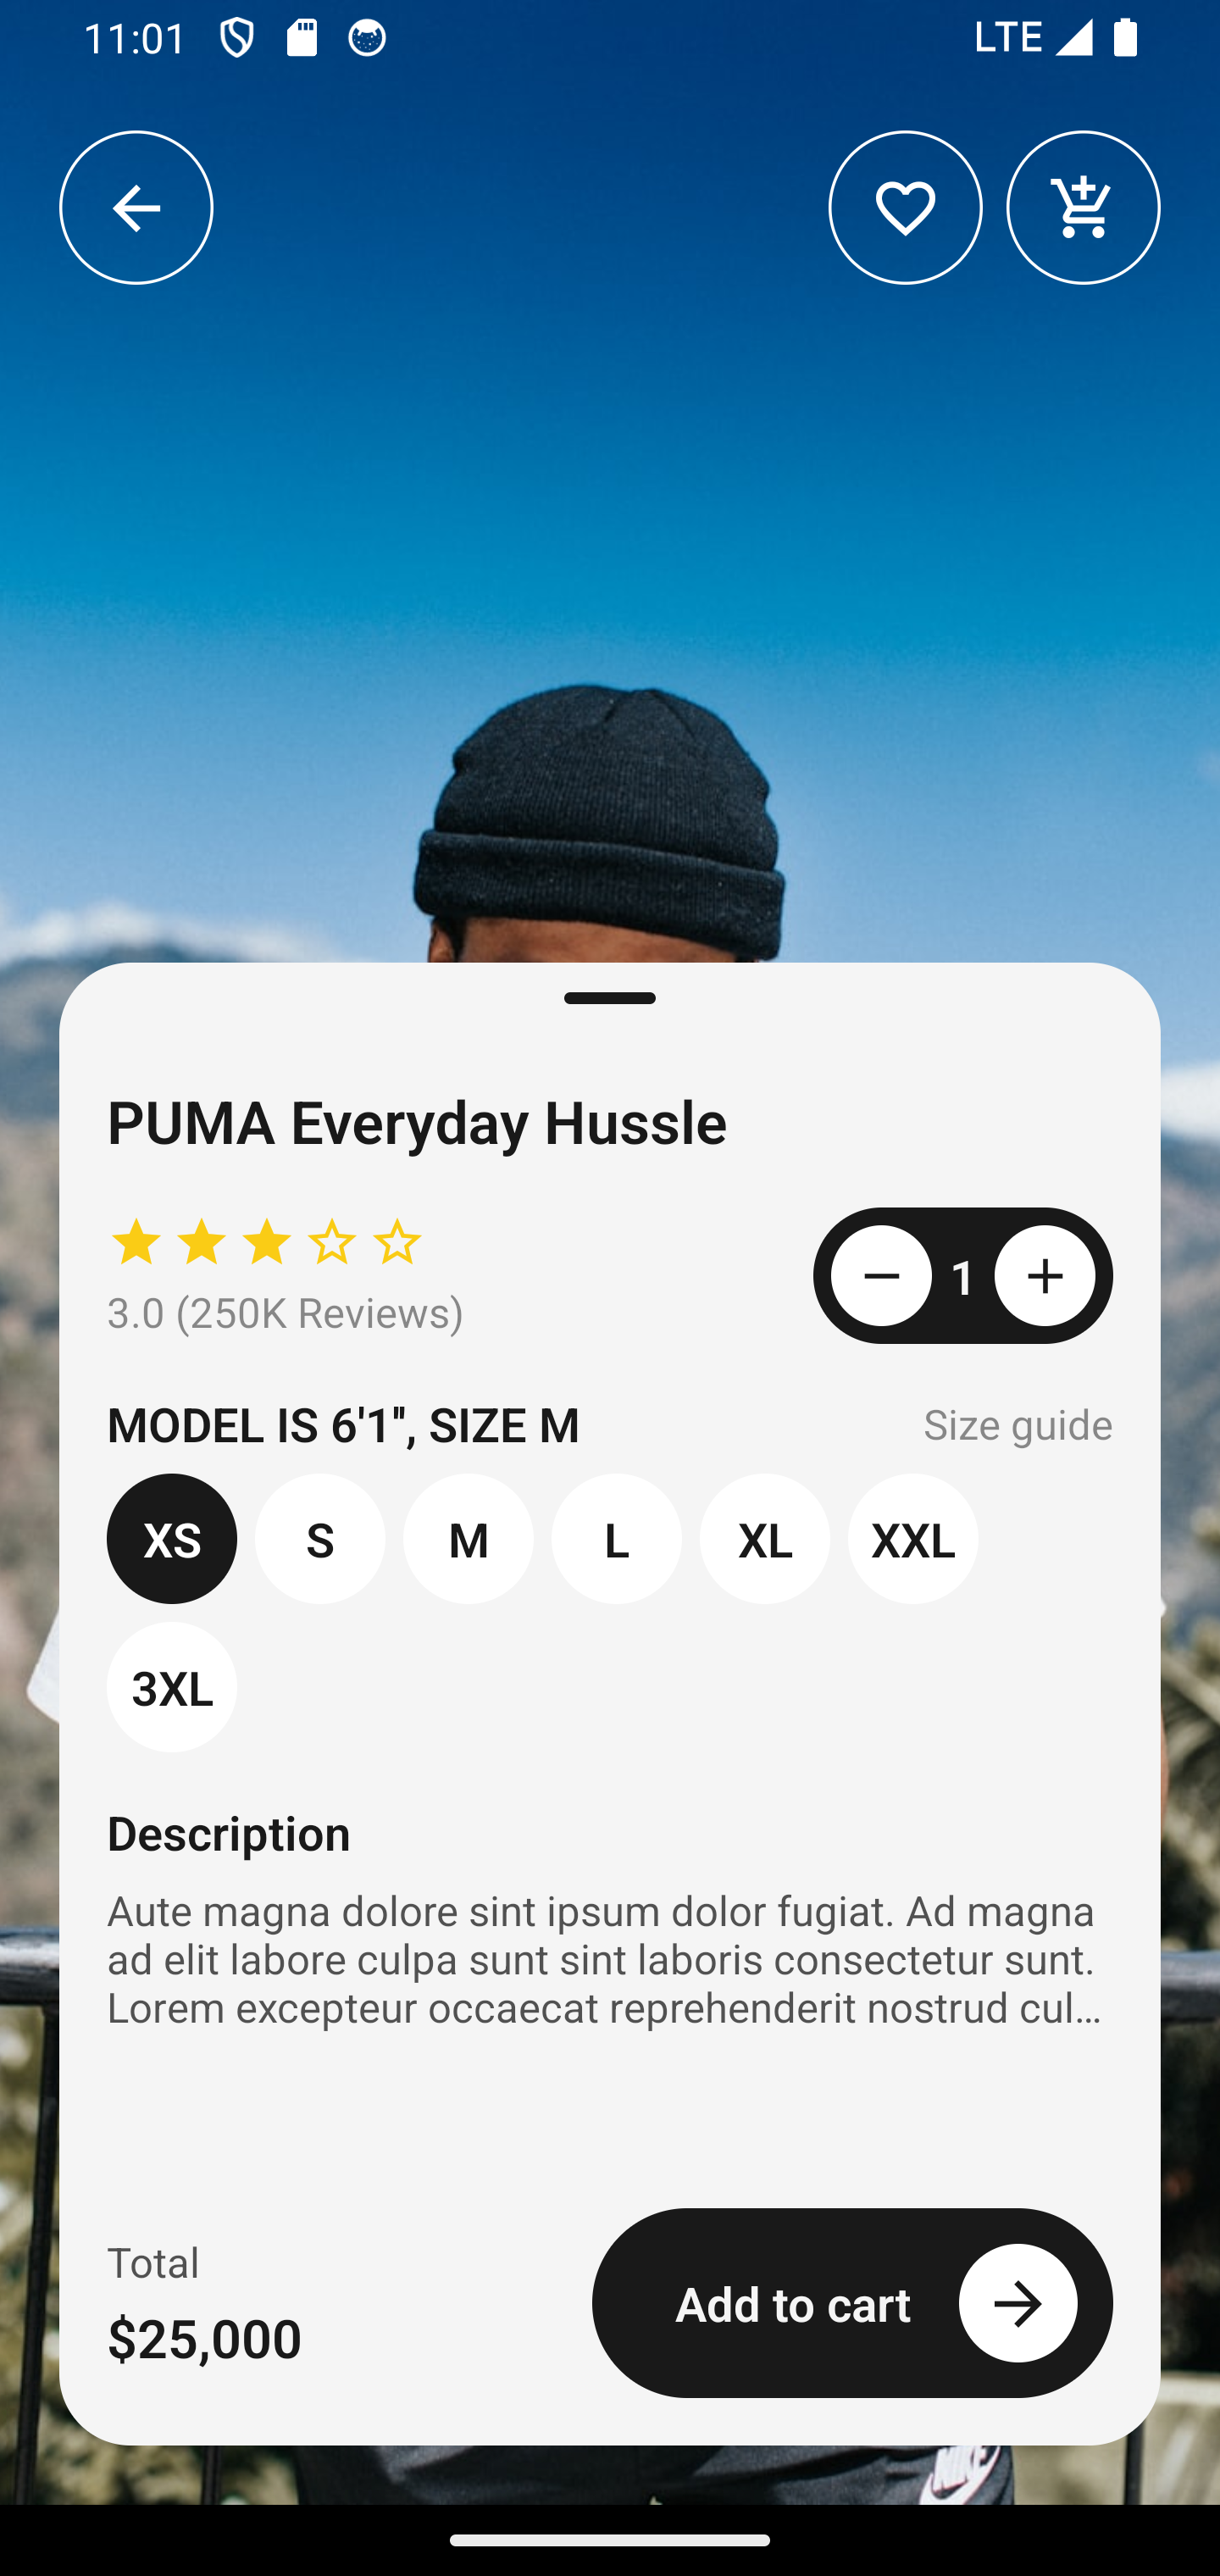 11:01
LTE
PUMA Everyday Hussle
3.0 (250K Reviews)
1
MODEL IS 6'1", SIZE M
Size guide
XS
S
M
L
XL
XXL
3XL
Description
Aute magna dolore sint ipsum dolor fugiat. Ad magna
ad elit labore culpa sunt sint laboris consectetur sunt.
Lorem excepteur occaecat reprehenderit nostrud cul…
Total
$25,000
Add to cart
NIKE